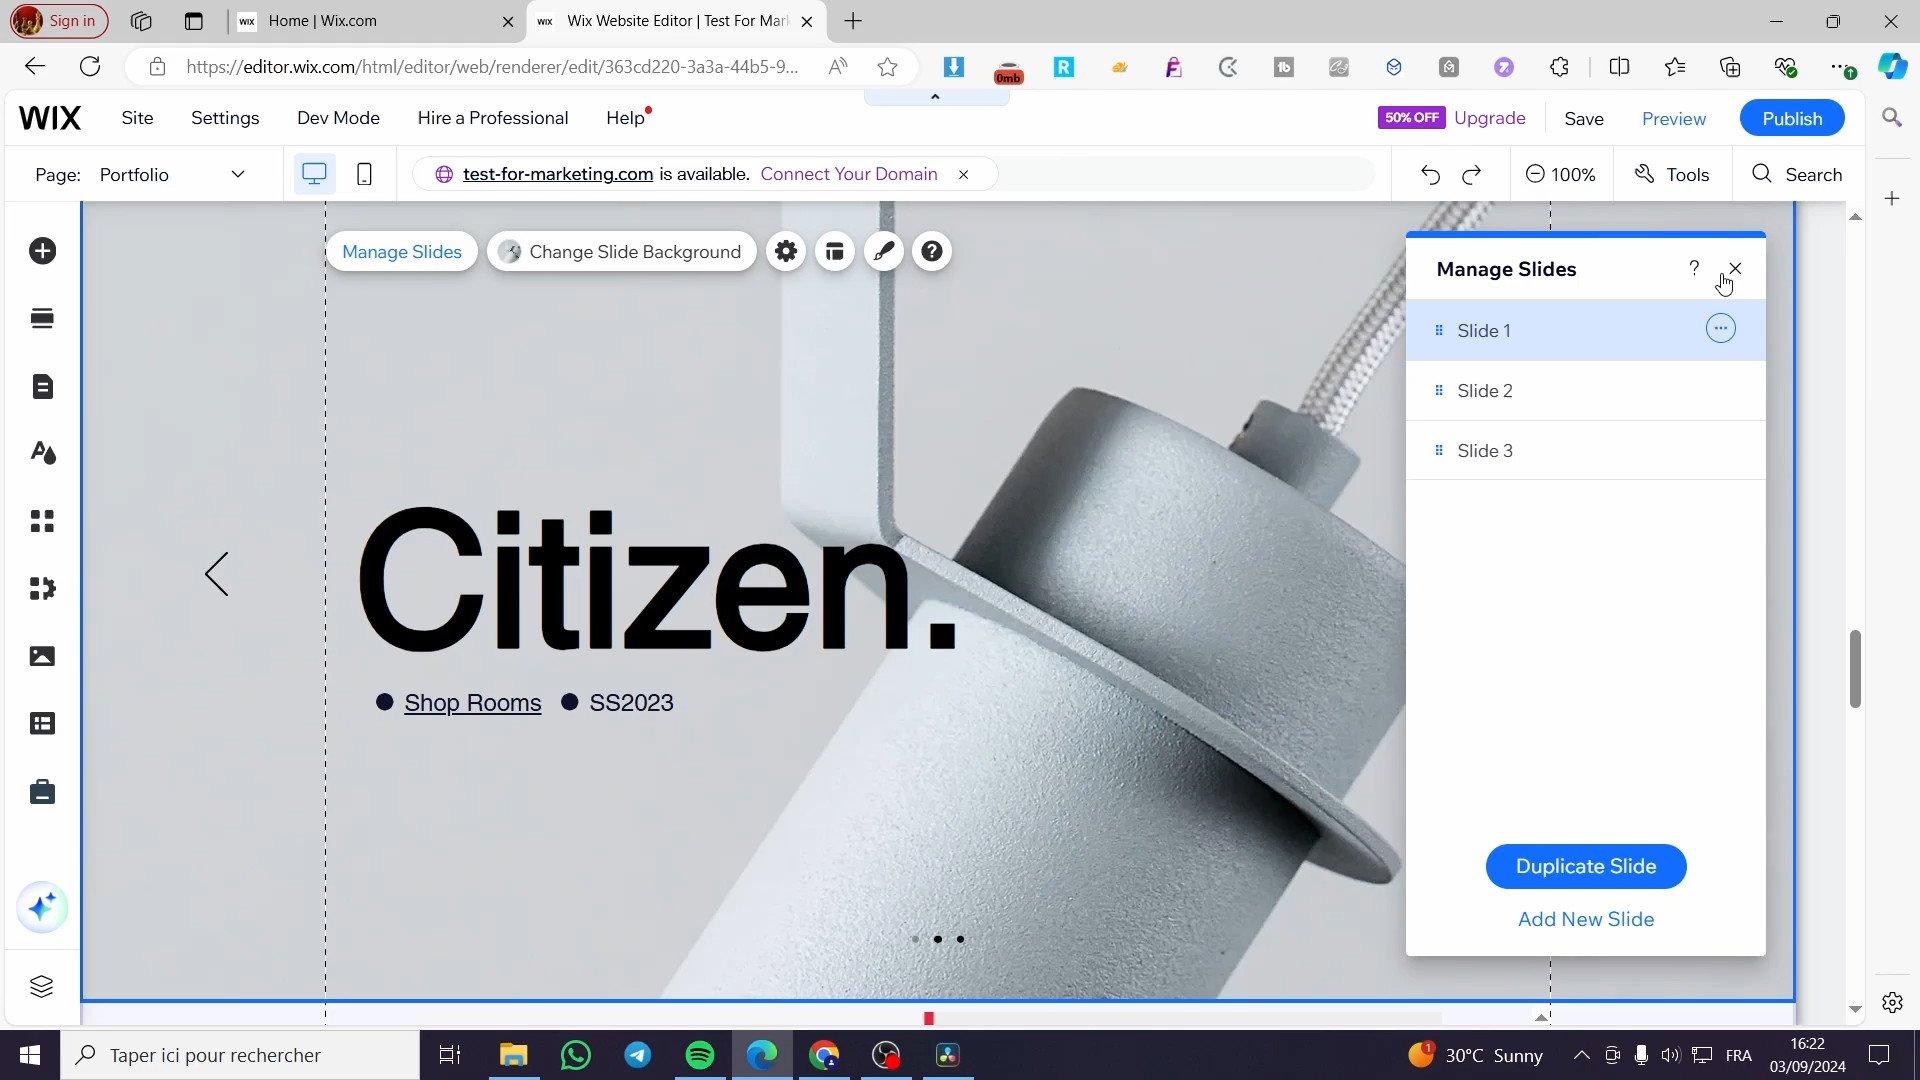 Sign in
WIX Home | Wix.com
WIX Wix Website Editor | Test For Mar
https://editor.wix.com/html/editor/web/renderer/edit/363cd220-3a3a-44b5-9...
0mb
WIX Site Settings Dev Mode Hire a Professional Help
50% OFF Upgrade Save Preview Publish
Page: Portfolio
test-for-marketing.com is available. Connect Your Domain
100% Tools Search
Manage Slides Change Slide Background
Manage Slides ?
Slide 1
Slide 2
Slide 3
Citizen.
Shop Rooms SS2023
Duplicate Slide
Add New Slide
Taper ici pour rechercher
1 30°C Sunny FRA
16:22
03/09/2024